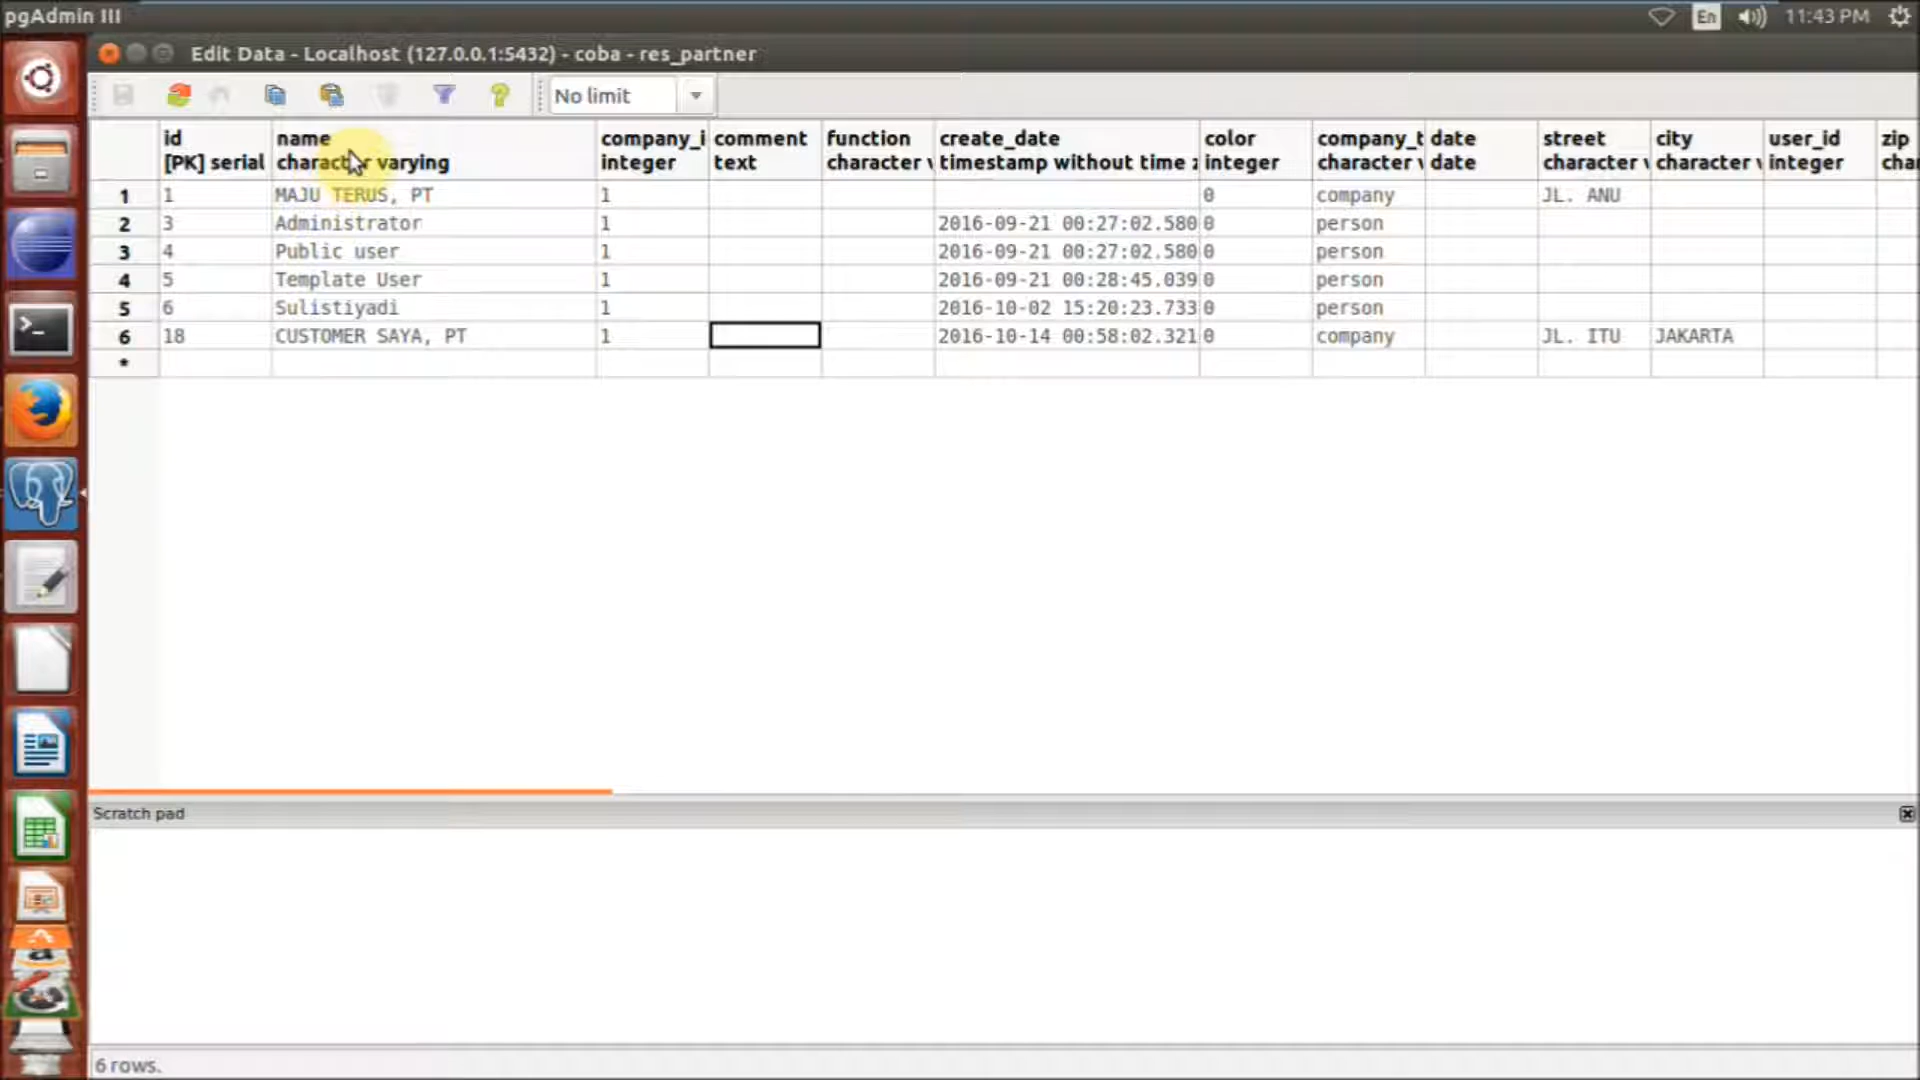 pgAdmin III En 11:43 PM
Edit Data - Localhost (127.0.0.1:5432) - coba - res_partner
No limit
id name company_i comment function create_date color company_t date street city user_id zip
[PK] serial character varying integer text character v timestamp without time z integer character v date character v character v integer cha
1 1 MAJU TERUS, PT 1 0 company JL. ANU
2 3 Administrator 1 2016-09-21 00:27:02.580 0 person
3 4 Public user 1 2016-09-21 00:27:02.580 0 person
4 5 Template User 1 2016-09-21 00:28:45.039 0 person
5 6 Sulistiyadi 1 2016-10-02 15:20:23.733 0 person
6 18 CUSTOMER SAYA, PT 1 2016-10-14 00:58:02.321 0 company JL. ITU JAKARTA
*
Scratch pad
6 rows.